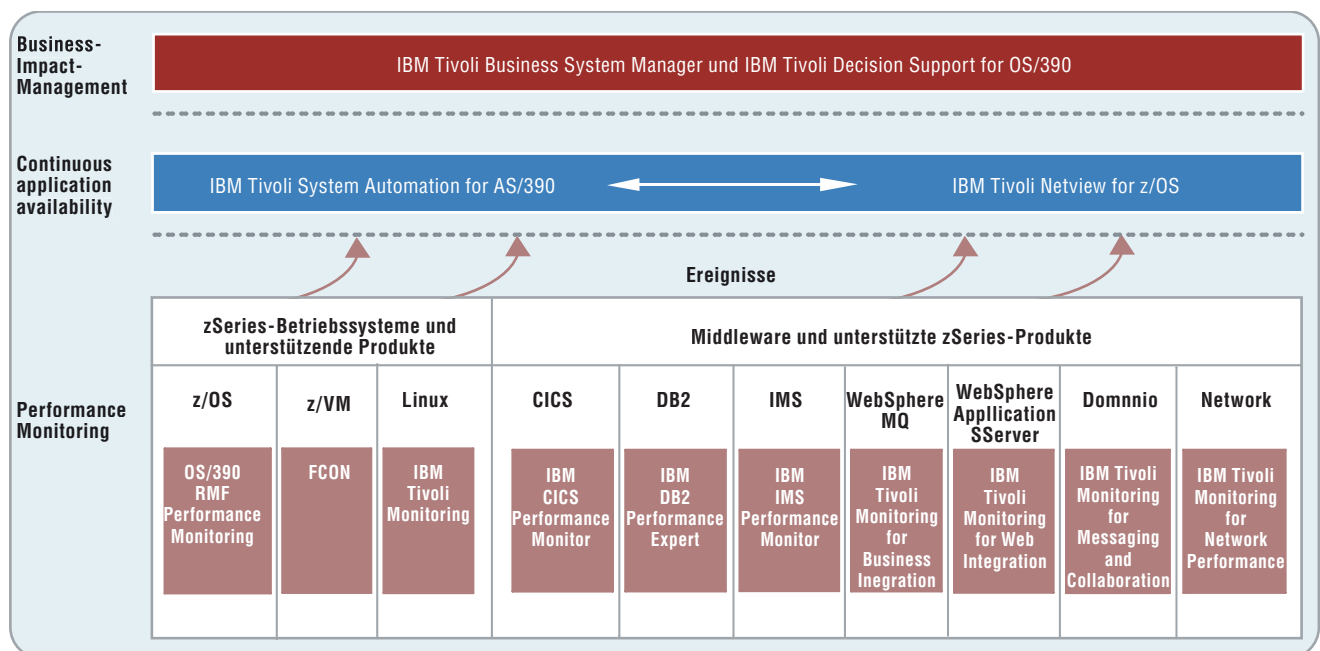 Business-
Impact-
Management
IBM Tivoli Business System Manager und IBM Tivoli Decision Support for OS/390
Continuous
application
availability
IBM Tivoli System Automation for AS/390
IBM Tivoli Netview for z/OS
Ereignisse
Performance
Monitoring
zSeries-Betriebssysteme und
unterstützende Produkte
Middleware und unterstützte zSeries-Produkte
z/OS
z/VM
Linux
CICS
DB2
IMS
WebSphere
MQ
WebSphere
Appllication
SServer
Domnnio
Network
OS/390
RMF
Performance
Monitoring
FCON
IBM
Tivoli
Monitoring
IBM
CICS
Performance
Monitor
IBM
DB2
Performance
Expert
IBM
IMS
Performance
Monitor
IBM
Tivoli
Monitoring
for
Business
Inegration
IBM
Tivoli
Monitoring
for Web
Integration
IBM Tivoli
Monitoring
for
Messaging
and
Collaboration
IBM Tivoli
Monitoring
for
Network
Performance